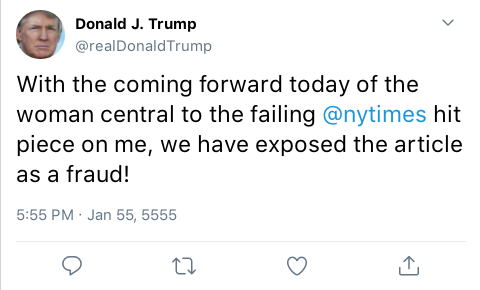 Donald J. Trump
@realDonaldTrump
With the coming forward today of the
woman central to the failing @nytimes hit
piece on me, we have exposed the article
as a fraud!
5:55 PM · Jan 55, 5555